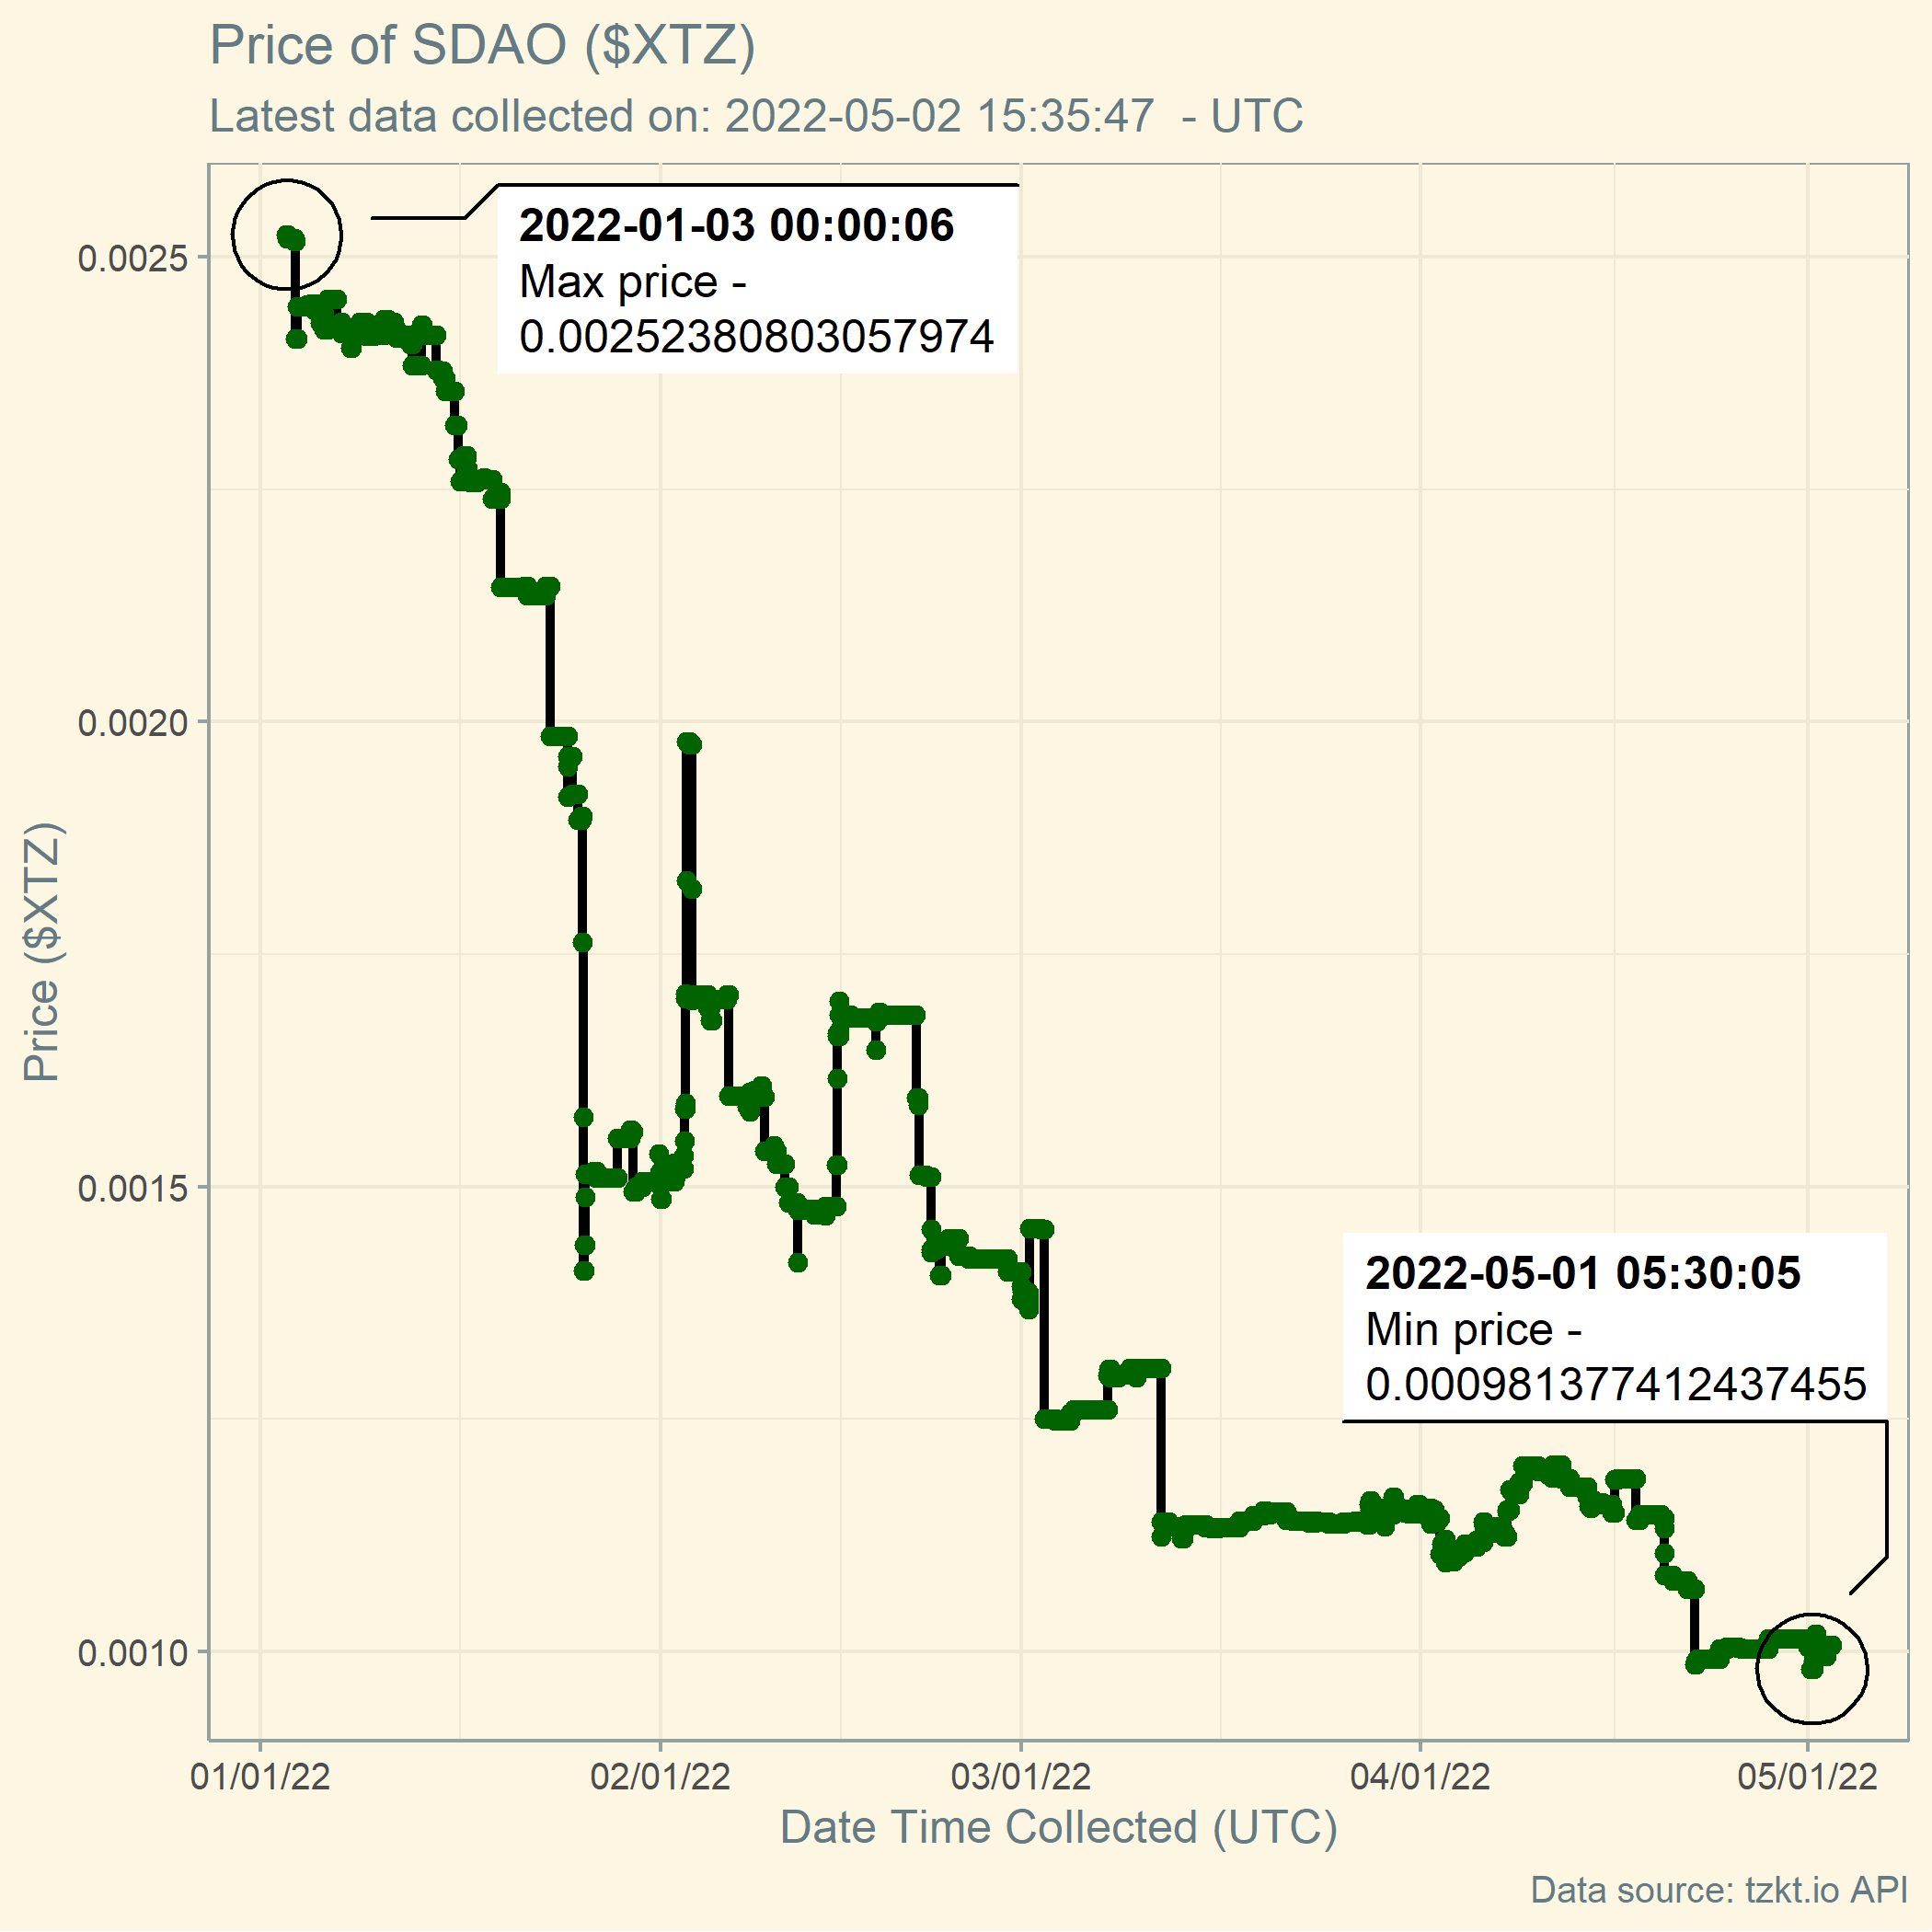 Price of SDAO ($XTZ)
Latest data collected on: 2022-05-02 15:35:47  - UTC
2022-01-03 00:00:06
Max price -
0.00252380803057974
0.0025
0.0020
0.0015
0.0010
Price ($XTZ)
2022-05-01 05:30:05
Min price -
0.000981377412437455
01/01/22
02/01/22
03/01/22
04/01/22
05/01/22
Date Time Collected (UTC)
Data source: tzkt.io API